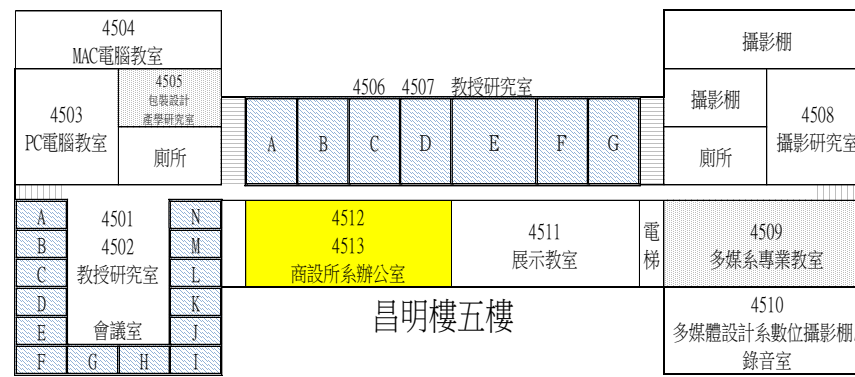 4504
MAC電腦教室
攝影棚
4503
PC電腦教室
4505
包裝設計
產學研究室
廁所
4506 4507 教授研究室
A B C D E F G
攝影棚
廁所
4508
攝影研究室
A
B
C
D
E
F G H I
4501
4502
教授研究室
會議室
N
M
L
K
J
4512
4513
商設所系辦公室
4511
展示教室
電
梯
4509
多媒系專業教室
昌明樓五樓
4510
多媒體設計系數位攝影棚
錄音室